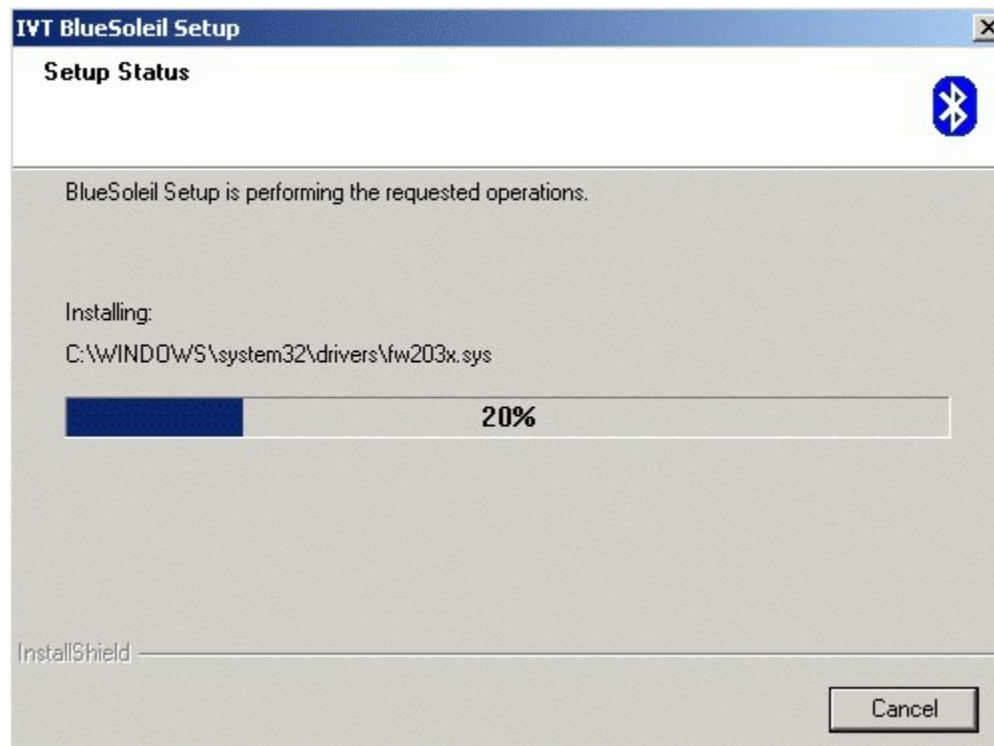 IVT BlueSoleil Setup
Setup Status
BlueSoleil Setup is performing the requested operations.
Installing:
C:\WINDOWS\system32\drivers\fw203x.sys
20%
InstallShield
Cancel